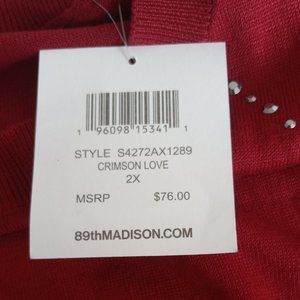 1 96098 15341 1
STYLE S4272AX1289
CRIMSON LOVE
2X
MSRP $76.00
89thMADISON.COM